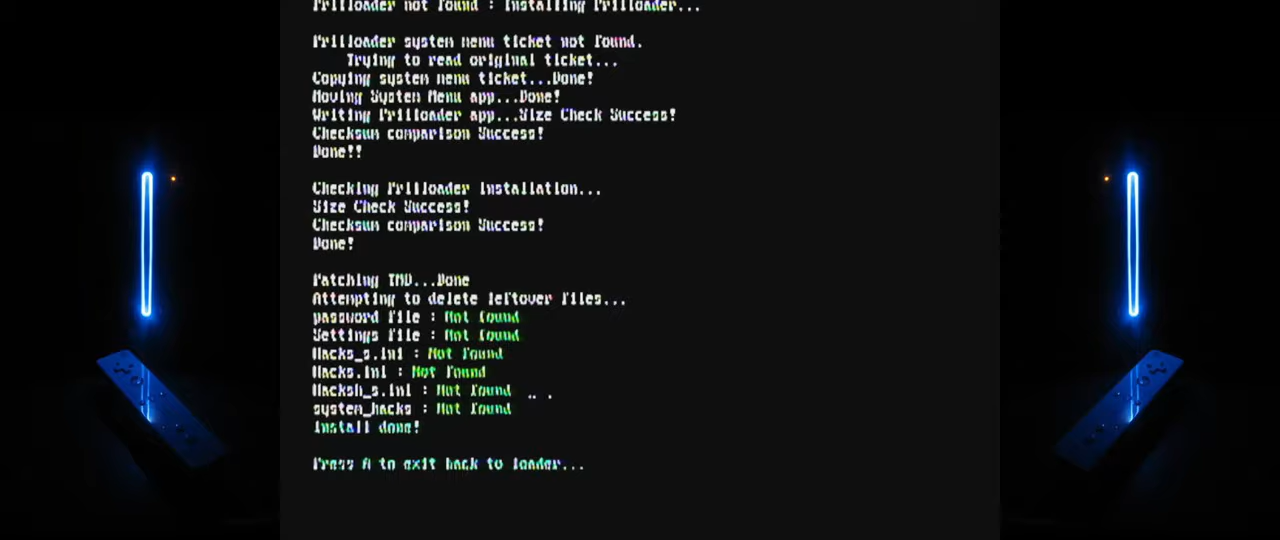 Priiloader not found : Installing Priiloader...
Priiloader system menu ticket not found.
Trying to read original ticket...
Copying system menu ticket...Done!
Moving System Menu app...Done!
Writing Priiloader app...Size Check Success!
Checksum comparison Success!
Done!!
Checking Priiloader installation...
Size Check Success!
Checksum comparison Success!
Done!
Patching TMD...Done
Attempting to delete leftover files...
password file : Not found
Settings file : Not found
Hacks_s.ini : Not found
Hacks.ini : Not found
Hacksh_s.ini : Not found
system_hacks : Not found
Install done!
Press A to exit back to loader...